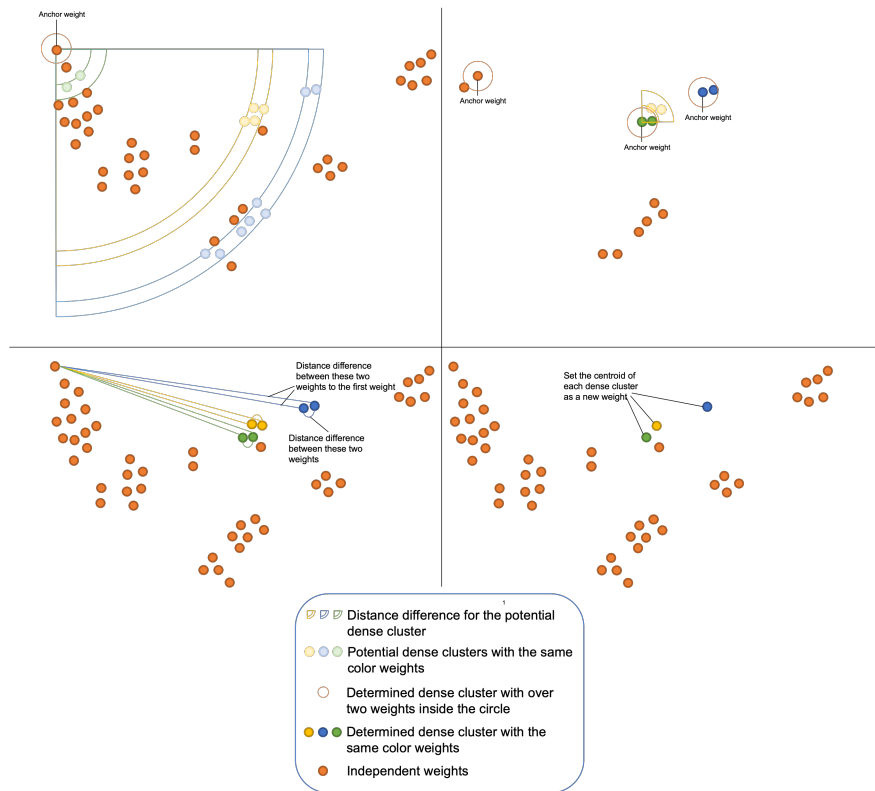 Anchor weight
Anchor weight
Anchor weight
Anchor weight
Distance difference
between these two
weights to the first weight
Distance difference
between these two
weights
Set the centroid of
each dense cluster
as a new weight
1
Distance difference for the potential
dense cluster
Potential dense clusters with the same
color weights
Determined dense cluster with over
two weights inside the circle
Determined dense cluster with the
same color weights
Independent weights